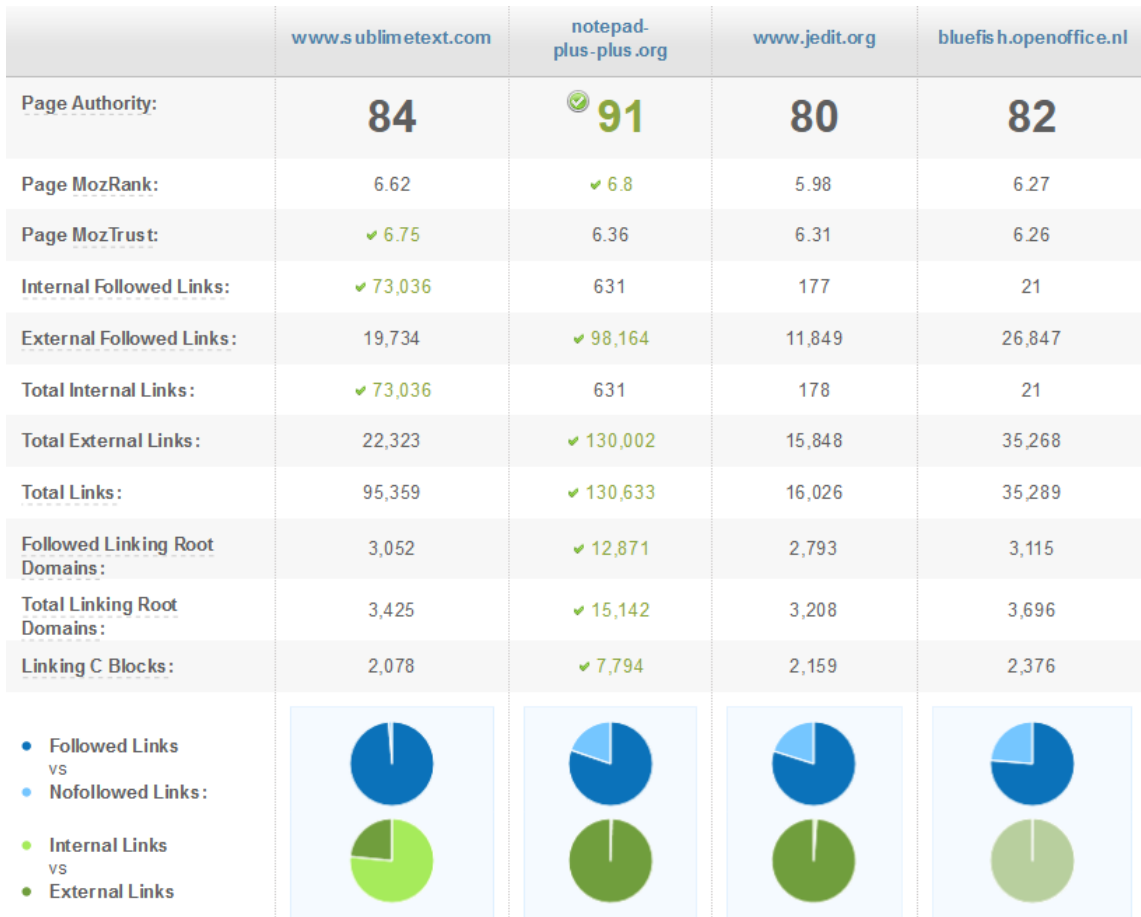 www.sublimetext.com notepad-plus-plus.org www.jedit.org bluefish.openoffice.nl
Page Authority: 84 91 80 82
Page MozRank: 6.62 6.8 5.98 6.27
Page MozTrust: 6.75 6.36 6.31 6.26
Internal Followed Links: 73,036 631 177 21
External Followed Links: 19,734 98,164 11,849 26,847
Total Internal Links: 73,036 631 178 21
Total External Links: 22,323 130,002 15,848 35,268
Total Links: 95,359 130,633 16,026 35,289
Followed Linking Root
Domains: 3,052 12,871 2,793 3,115
Total Linking Root
Domains: 3,425 15,142 3,208 3,696
Linking C Blocks: 2,078 7,794 2,159 2,376
Followed Links
vs
Nofollowed Links:
Internal Links
vs
External Links